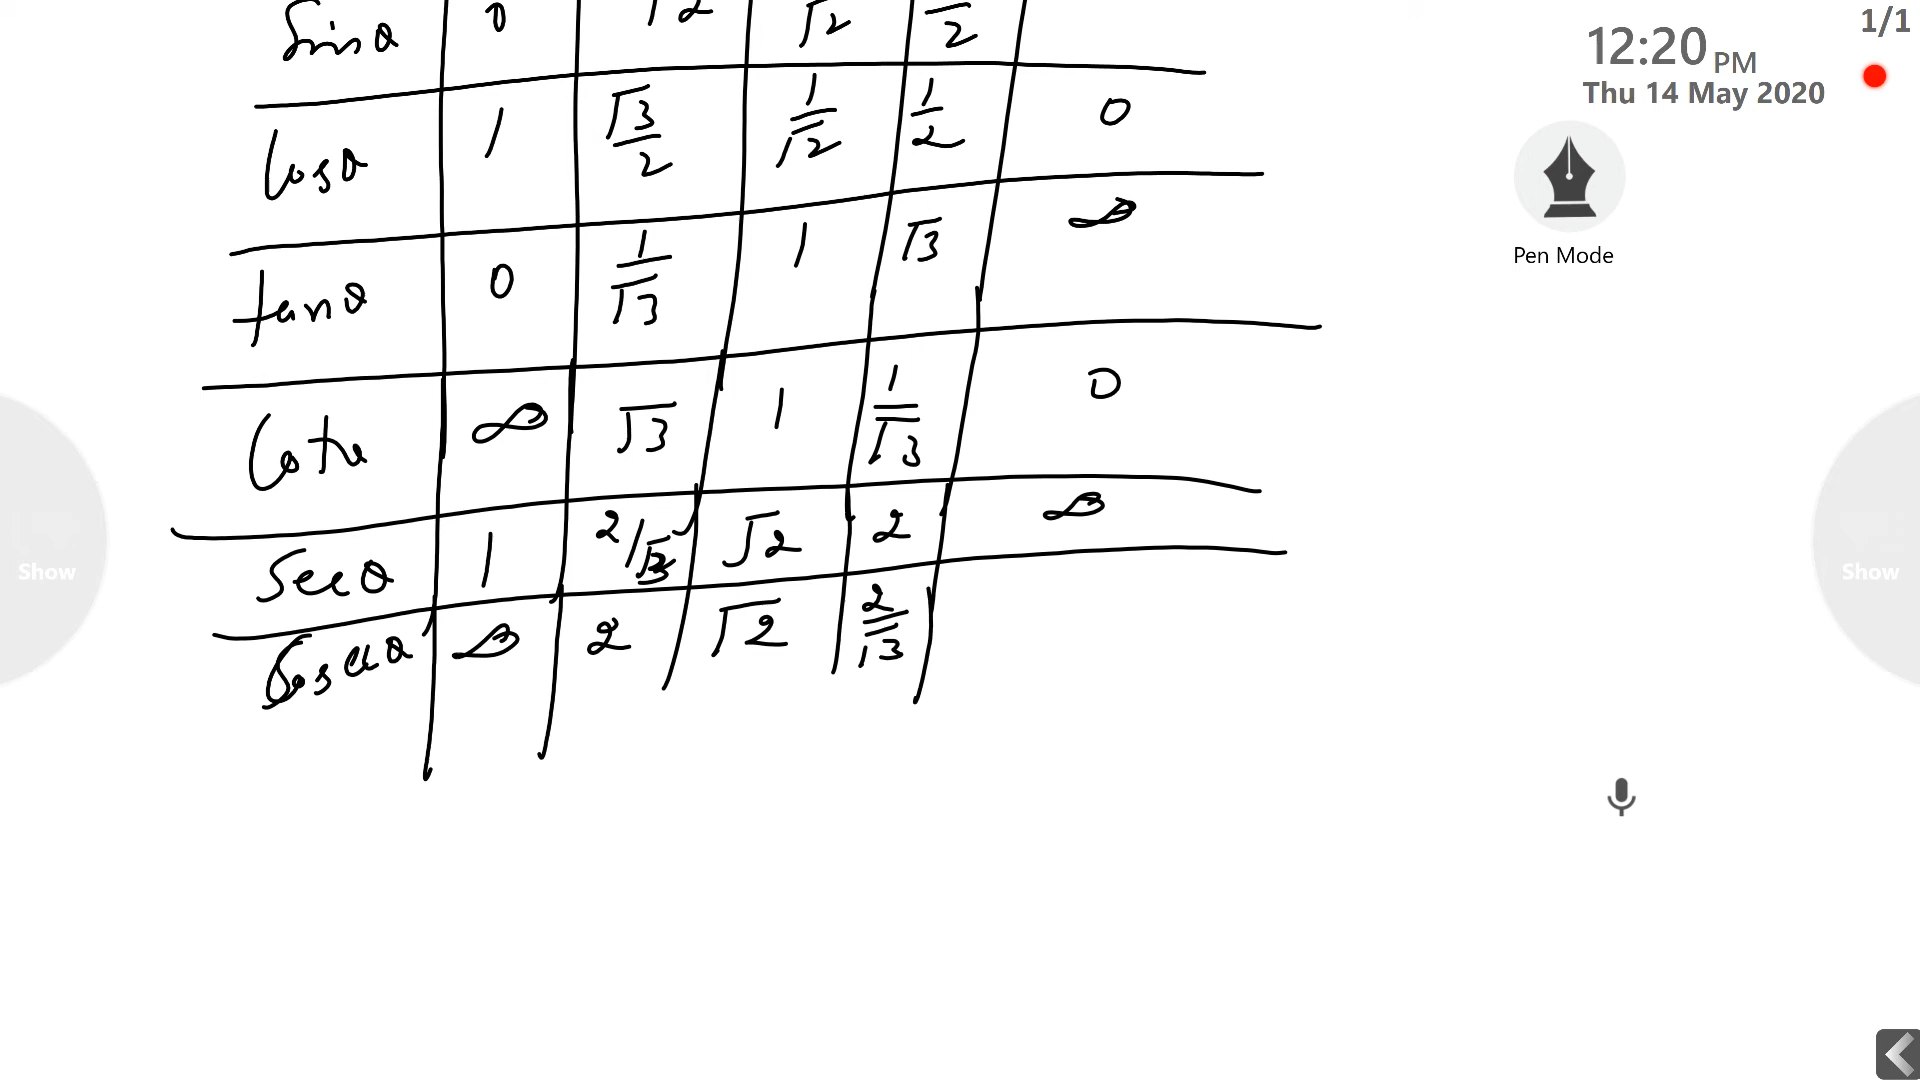 12:20 PM
1/1
Thu 14 May 2020
Pen Mode
Sinθ 0 √2 2
Cosθ 1 √3/2 1/√2 1/2 0
tanθ 0 1/√3 1 √3 ∞
Cotθ ∞ √3 1 1/√3 0
Secθ 1 2/√3 √2 2 ∞
Cosecθ ∞ 2 √2 2/√3
Show
Show